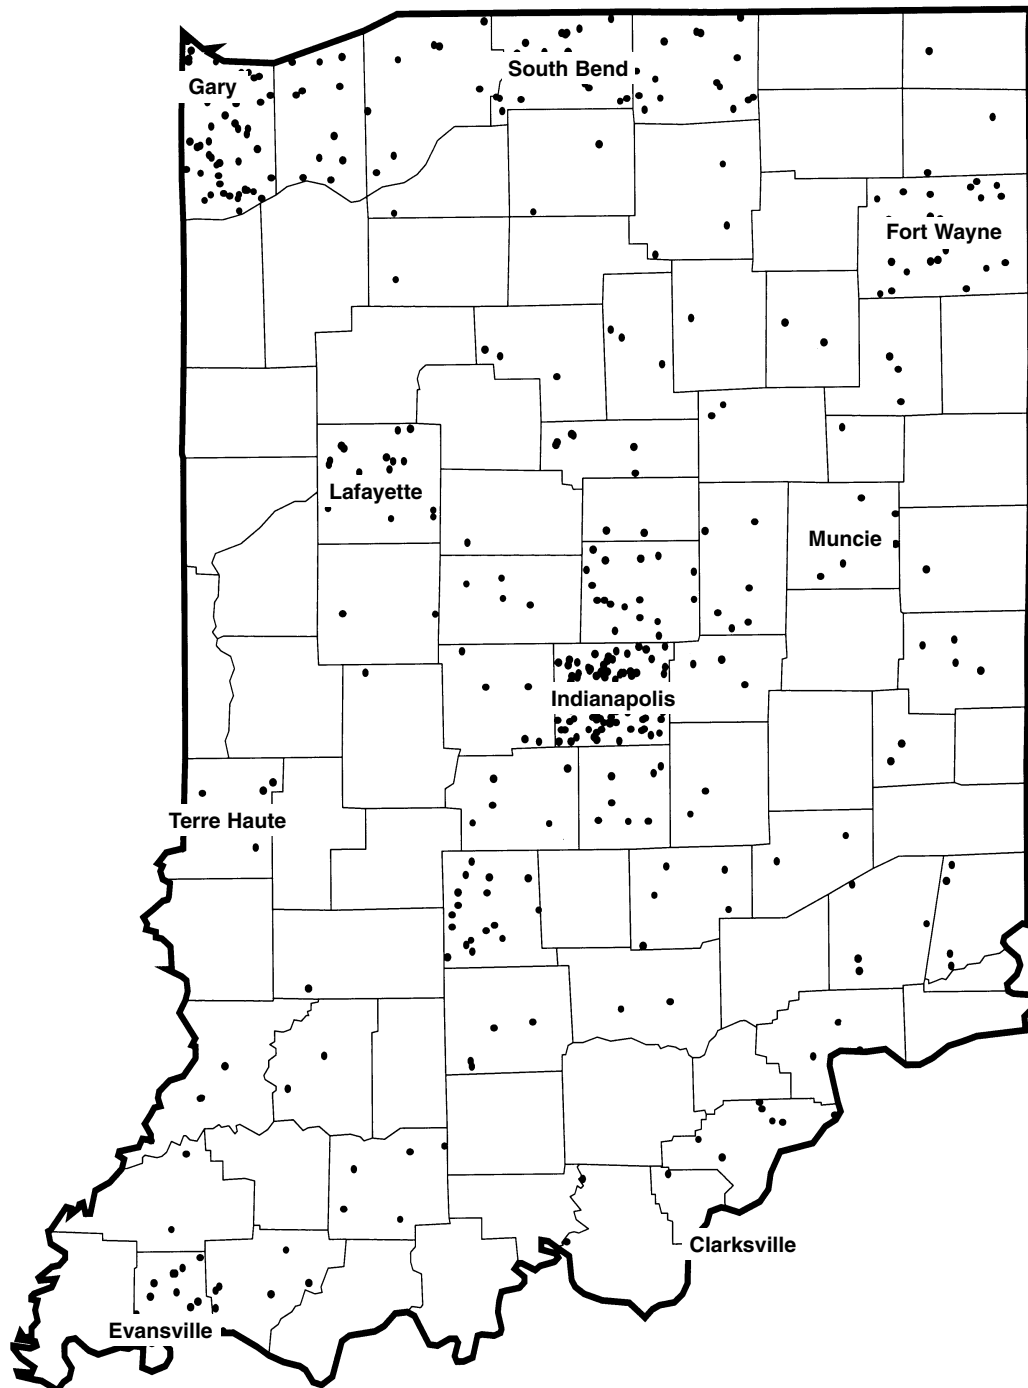 South Bend
Gary
Fort Wayne
Lafayette
Muncie
Indianapolis
Terre Haute
Clarksville
Evansville